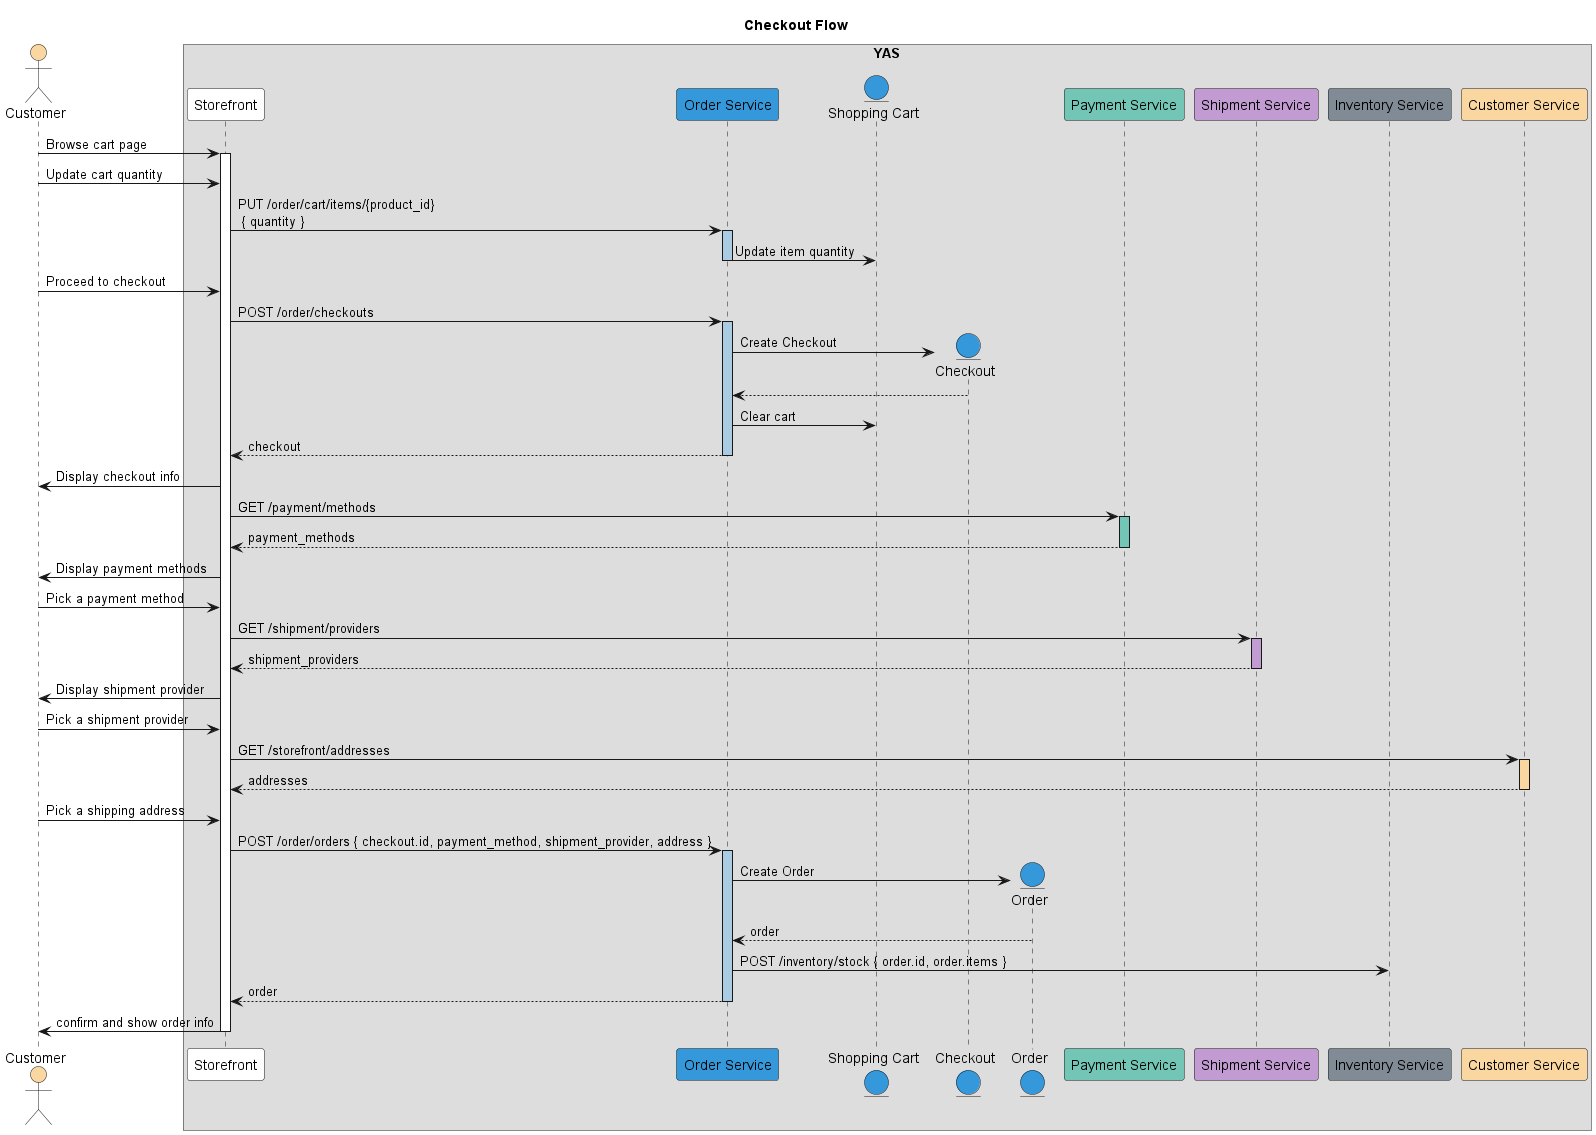 Checkout Flow
YAS
Customer
Storefront
Order Service
Shopping Cart
Payment Service
Shipment Service
Inventory Service
Customer Service
Browse cart page
Update cart quantity
PUT /order/cart/items/{product_id}
{ quantity }
Update item quantity
Proceed to checkout
POST /order/checkouts
Create Checkout
Checkout
Clear cart
checkout
Display checkout info
GET /payment/methods
payment_methods
Display payment methods
Pick a payment method
GET /shipment/providers
shipment_providers
Display shipment provider
Pick a shipment provider
GET /storefront/addresses
addresses
Pick a shipping address
POST /order/orders { checkout.id, payment_method, shipment_provider, address }
Create Order
Order
order
POST /inventory/stock { order.id, order.items }
order
confirm and show order info
Customer
Storefront
Order Service
Shopping Cart
Checkout
Order
Payment Service
Shipment Service
Inventory Service
Customer Service